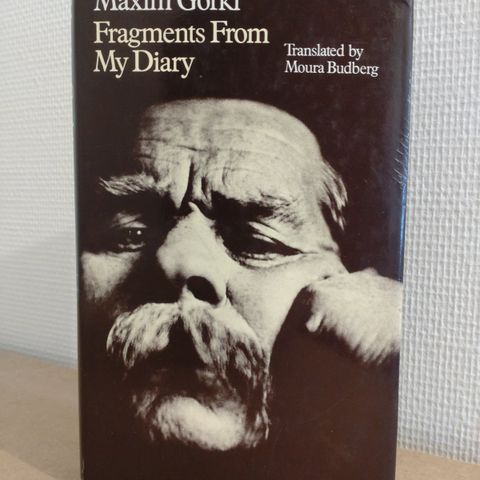 Maxim Gorki
Fragments From
My Diary
Translated by
Moura Budberg